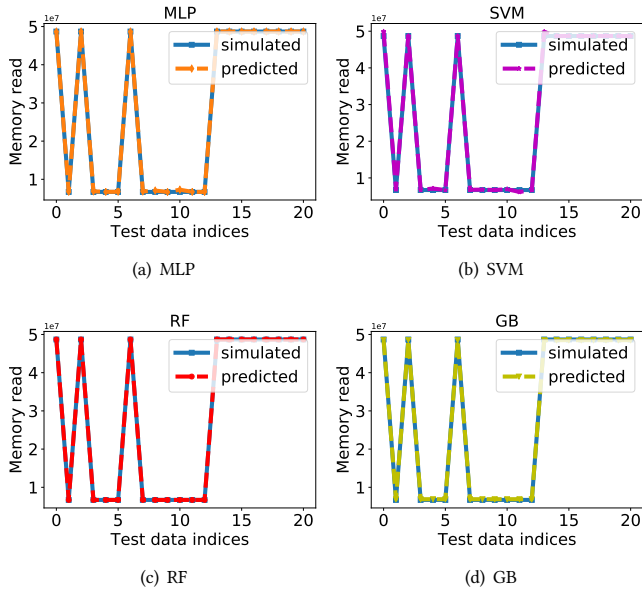 MLP
1e7
5
4
3
2
1
Memory read
simulated
predicted
0 5 10 15 20
Test data indices
(a) MLP
SVM
1e7
5
4
3
2
1
Memory read
simulated
predicted
0 5 10 15 20
Test data indices
(b) SVM
RF
1e7
5
4
3
2
1
Memory read
simulated
predicted
0 5 10 15 20
Test data indices
(c) RF
GB
1e7
5
4
3
2
1
Memory read
simulated
predicted
0 5 10 15 20
Test data indices
(d) GB